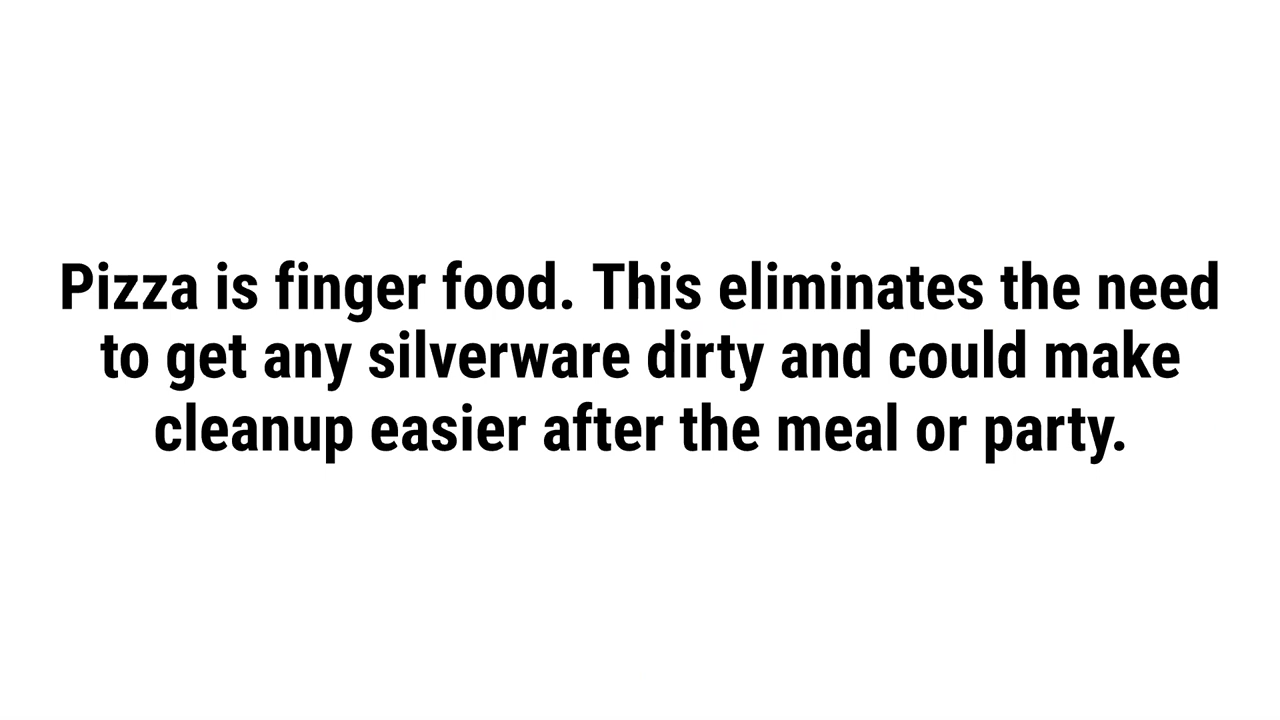 Pizza is finger food. This eliminates the need
to get any silverware dirty and could make
cleanup easier after the meal or party.